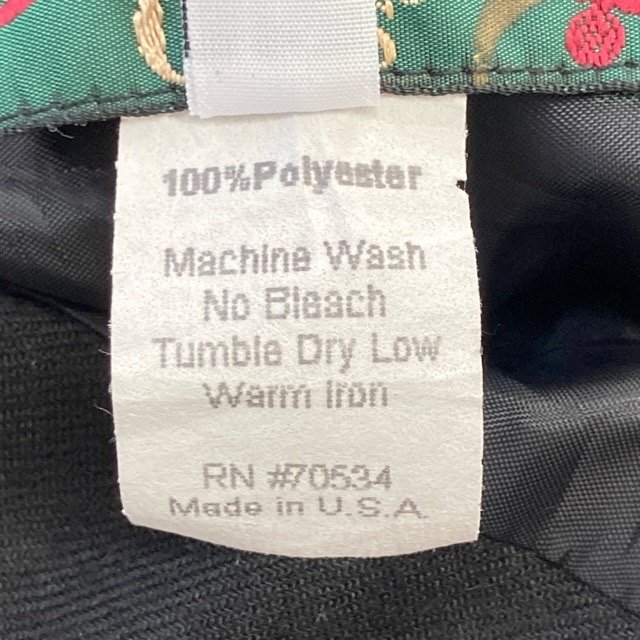 100%Polyester
Machine Wash
No Bleach
Tumble Dry Low
Warm Iron
RN #70534
Made in U.S.A.